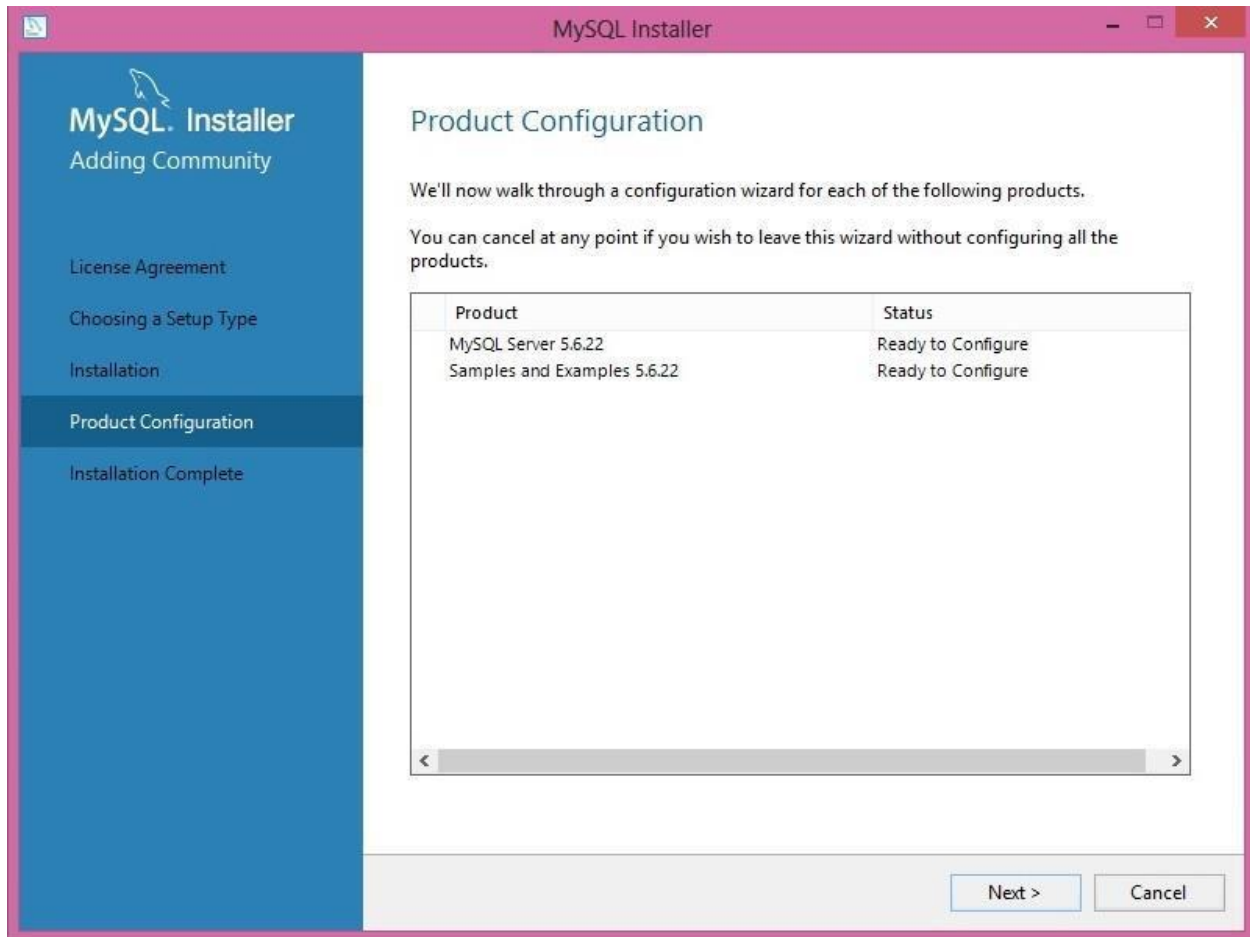 MySQL Installer
MySQL. Installer
Adding Community
License Agreement
Choosing a Setup Type
Installation
Product Configuration
Installation Complete
Product Configuration
We'll now walk through a configuration wizard for each of the following products.
You can cancel at any point if you wish to leave this wizard without configuring all the
products.
Product Status
MySQL Server 5.6.22 Ready to Configure
Samples and Examples 5.6.22 Ready to Configure
Next > Cancel